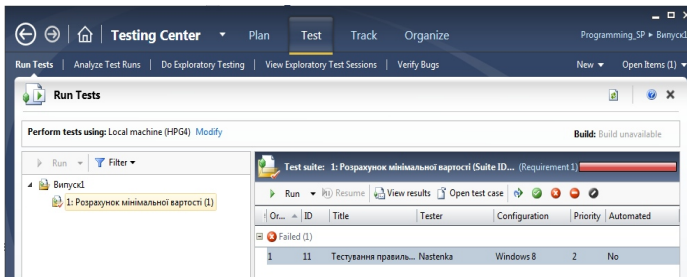 Testing Center Plan Test Track Organize Programming_SP ▸ Випуск1
Run Tests | Analyze Test Runs | Do Exploratory Testing | View Exploratory Test Sessions | Verify Bugs New Open Items (1)
Run Tests
Perform tests using: Local machine (HPG4) Modify Build: Build unavailable
Run Filter
Test suite: 1: Розрахунок мінімальної вартості (Suite ID... (Requirement 1)
Випуск1
Run Resume View results Open test case
1: Розрахунок мінімальної вартості (1)
Or... ID Title Tester Configuration Priority Automated
Failed (1)
1 11 Тестування правиль... Nastenka Windows 8 2 No